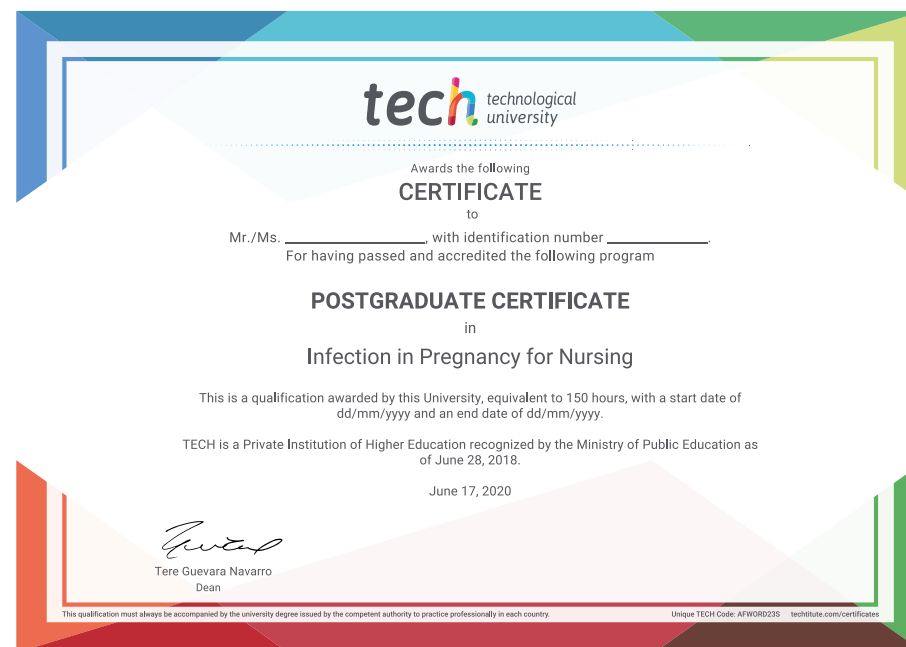 tech technological
university
Awards the following
CERTIFICATE
to
Mr./Ms. ____________________, with identification number ______________.
For having passed and accredited the following program
POSTGRADUATE CERTIFICATE
in
Infection in Pregnancy for Nursing
This is a qualification awarded by this University, equivalent to 150 hours, with a start date of
dd/mm/yyyy and an end date of dd/mm/yyyy.
TECH is a Private Institution of Higher Education recognized by the Ministry of Public Education as
of June 28, 2018.
June 17, 2020
Tere Guevara Navarro
Dean
This qualification must always be accompanied by the university degree issued by the competent authority to practice professionally in each country.
Unique TECH Code: AFWORD23S techtitute.com/certificates